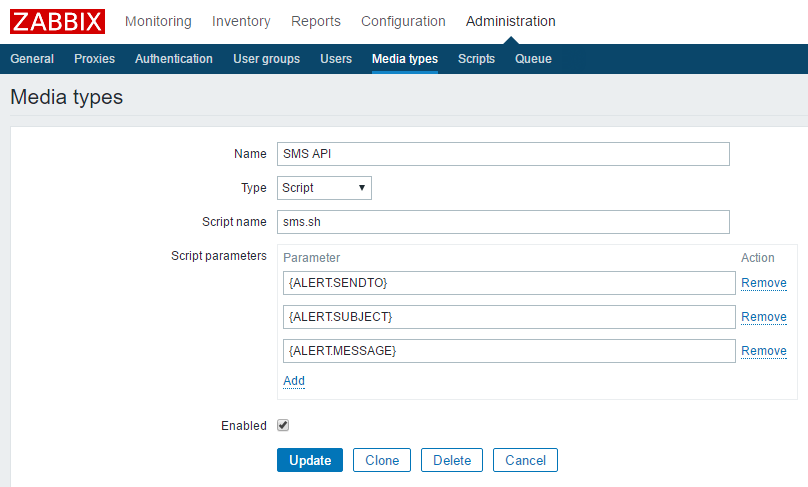 ZABBIX Monitoring Inventory Reports Configuration Administration
General Proxies Authentication User groups Users Media types Scripts Queue
Media types
Name SMS API
Type Script
Script name sms.sh
Script parameters Parameter Action
{ALERT.SENDTO} Remove
{ALERT.SUBJECT} Remove
{ALERT.MESSAGE} Remove
Add
Enabled
Update Clone Delete Cancel